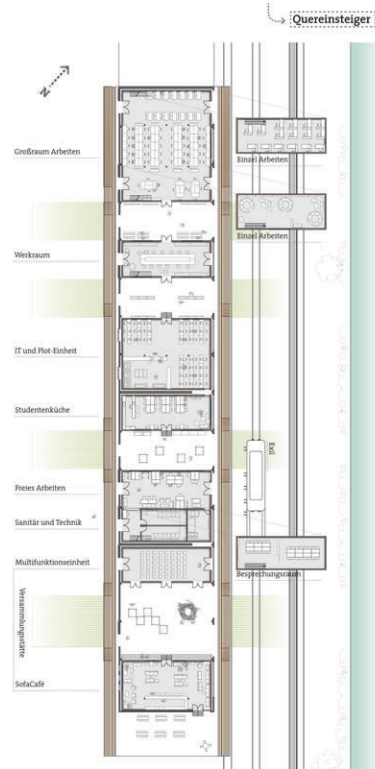 Quereinsteiger
N
Großraum Arbeiten
Einzel Arbeiten
Einzel Arbeiten
Werkraum
IT und Plot-Einheit
Studentenküche
Exil
Freies Arbeiten
Sanitär und Technik
Multifunktionseinheit
Besprechungsraum
Versammlungsstätte
SofaCafé